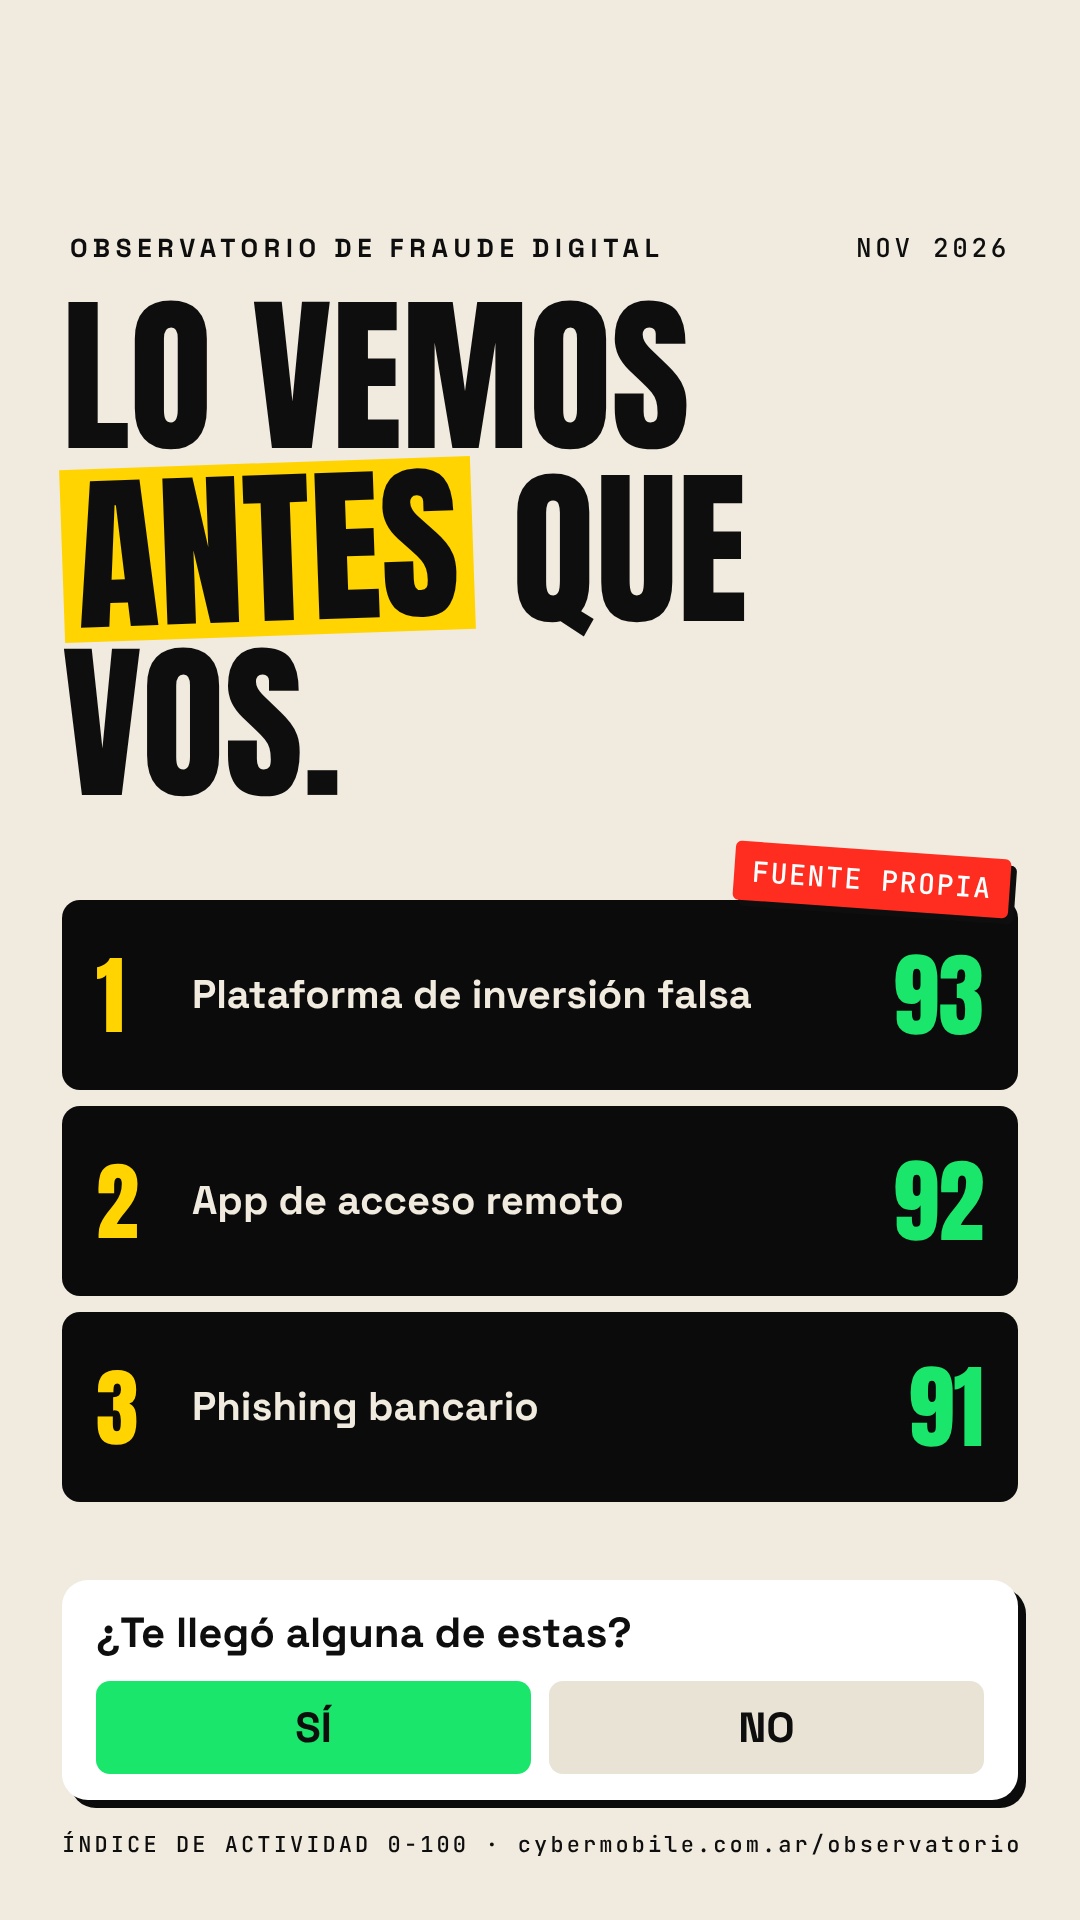 OBSERVATORIO DE FRAUDE DIGITAL
NOV 2026
LO VEMOS
ANTES QUE
VOS.
FUENTE PROPIA
1 Plataforma de inversión falsa 93
2 App de acceso remoto 92
3 Phishing bancario 91
¿Te llegó alguna de estas?
SÍ
NO
ÍNDICE DE ACTIVIDAD 0-100 · cybermobile.com.ar/observatorio